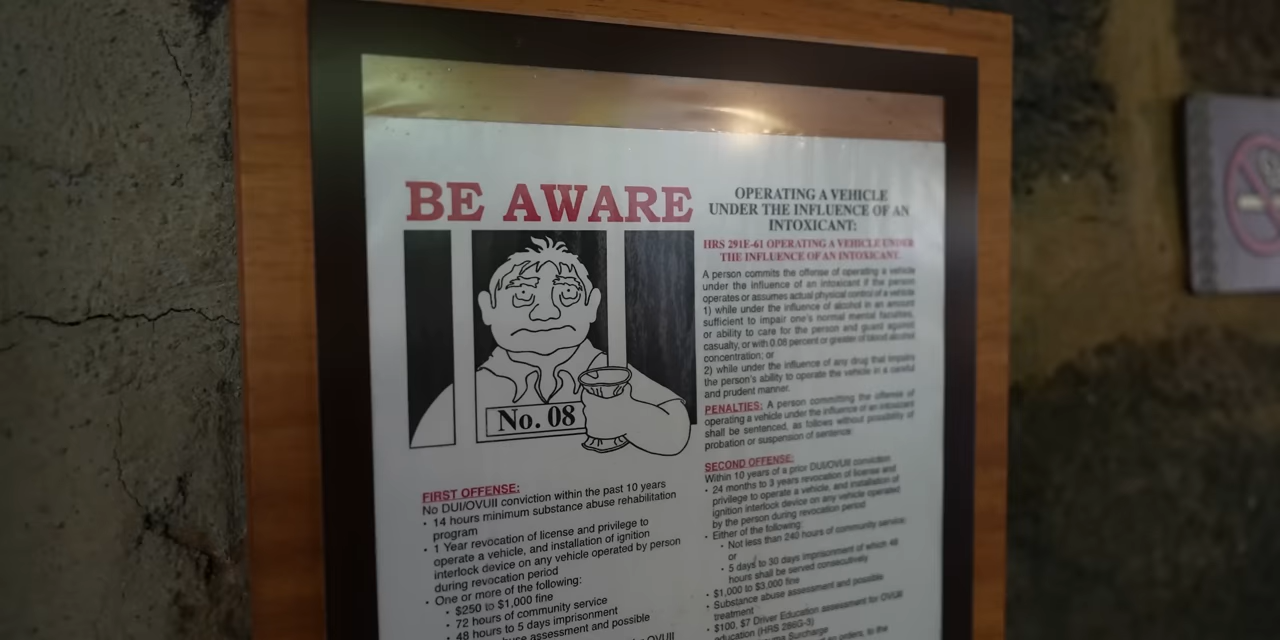 BE AWARE
No. 08
FIRST OFFENSE:
No DUI/OVUII conviction within the past 10 years
• 14 hours minimum substance abuse rehabilitation
program
• 1 Year revocation of license and privilege to
operate a vehicle, and installation of ignition
interlock device on any vehicle operated by person
during revocation period
• One or more of the following:
• $250 to $1,000 fine
• 72 hours of community service
• 48 hours to 5 days imprisonment
assessment and possible
OPERATING A VEHICLE
UNDER THE INFLUENCE OF AN
INTOXICANT:
HRS 291E-61 OPERATING A VEHICLE UNDER
THE INFLUENCE OF AN INTOXICANT.
A person commits the offense of operating a vehicle
under the influence of an intoxicant if the person
operates or assumes actual physical control of a vehicle
1) while under the influence of alcohol in an amount
sufficient to impair one's normal mental faculties,
or ability to care for the person and guard against
casualty, or with 0.08 percent or greater of blood alcohol
concentration; or
2) while under the influence of any drug that impairs
the person's ability to operate the vehicle in a careful
and prudent manner.
PENALTIES: A person committing the offense of
operating a vehicle under the influence of an intoxicant
shall be sentenced, as follows without possibility of
probation or suspension of sentence:
SECOND OFFENSE:
Within 10 years of a prior DUI/OVUII conviction
• 24 months to 3 years revocation of license and
privilege to operate a vehicle, and installation of
ignition interlock device on any vehicle operated
by the person during revocation period
• Either of the following:
• Not less than 240 hours of community service;
or
• 5 days to 30 days imprisonment of which 48
hours shall be served consecutively
• $1,000 to $3,000 fine
• Substance abuse assessment and possible
treatment
• $100, $7 Driver Education assessment for OVUII
education (HRS 286G-3)
Surcharge